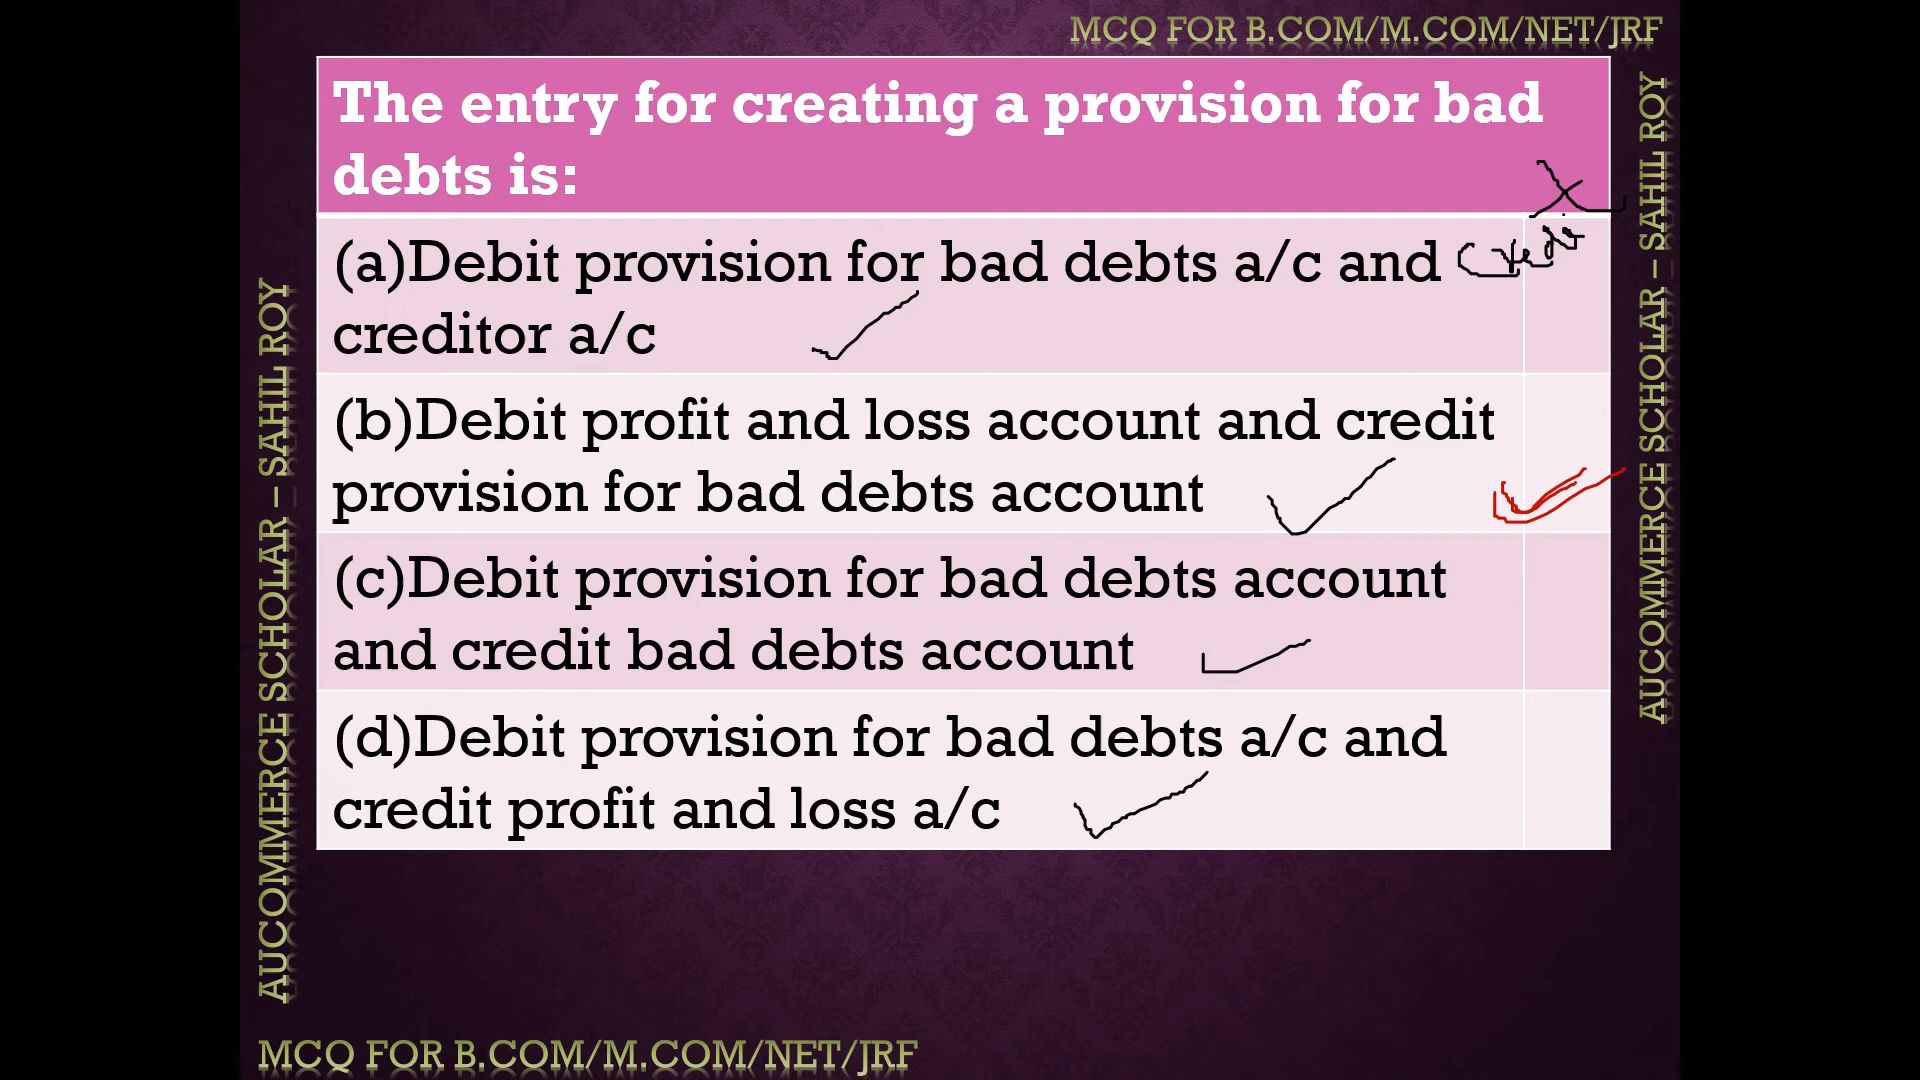 MCQ FOR B.COM/M.COM/NET/JRF
The entry for creating a provision for bad
debts is:
(a)Debit provision for bad debts a/c and Credit
creditor a/c
(b)Debit profit and loss account and credit
provision for bad debts account
(c)Debit provision for bad debts account
and credit bad debts account
(d)Debit provision for bad debts a/c and
credit profit and loss a/c
AUCOMMERCE SCHOLAR – SAHIL ROY
AUCOMMERCE SCHOLAR – SAHIL ROY
MCQ FOR B.COM/M.COM/NET/JRF